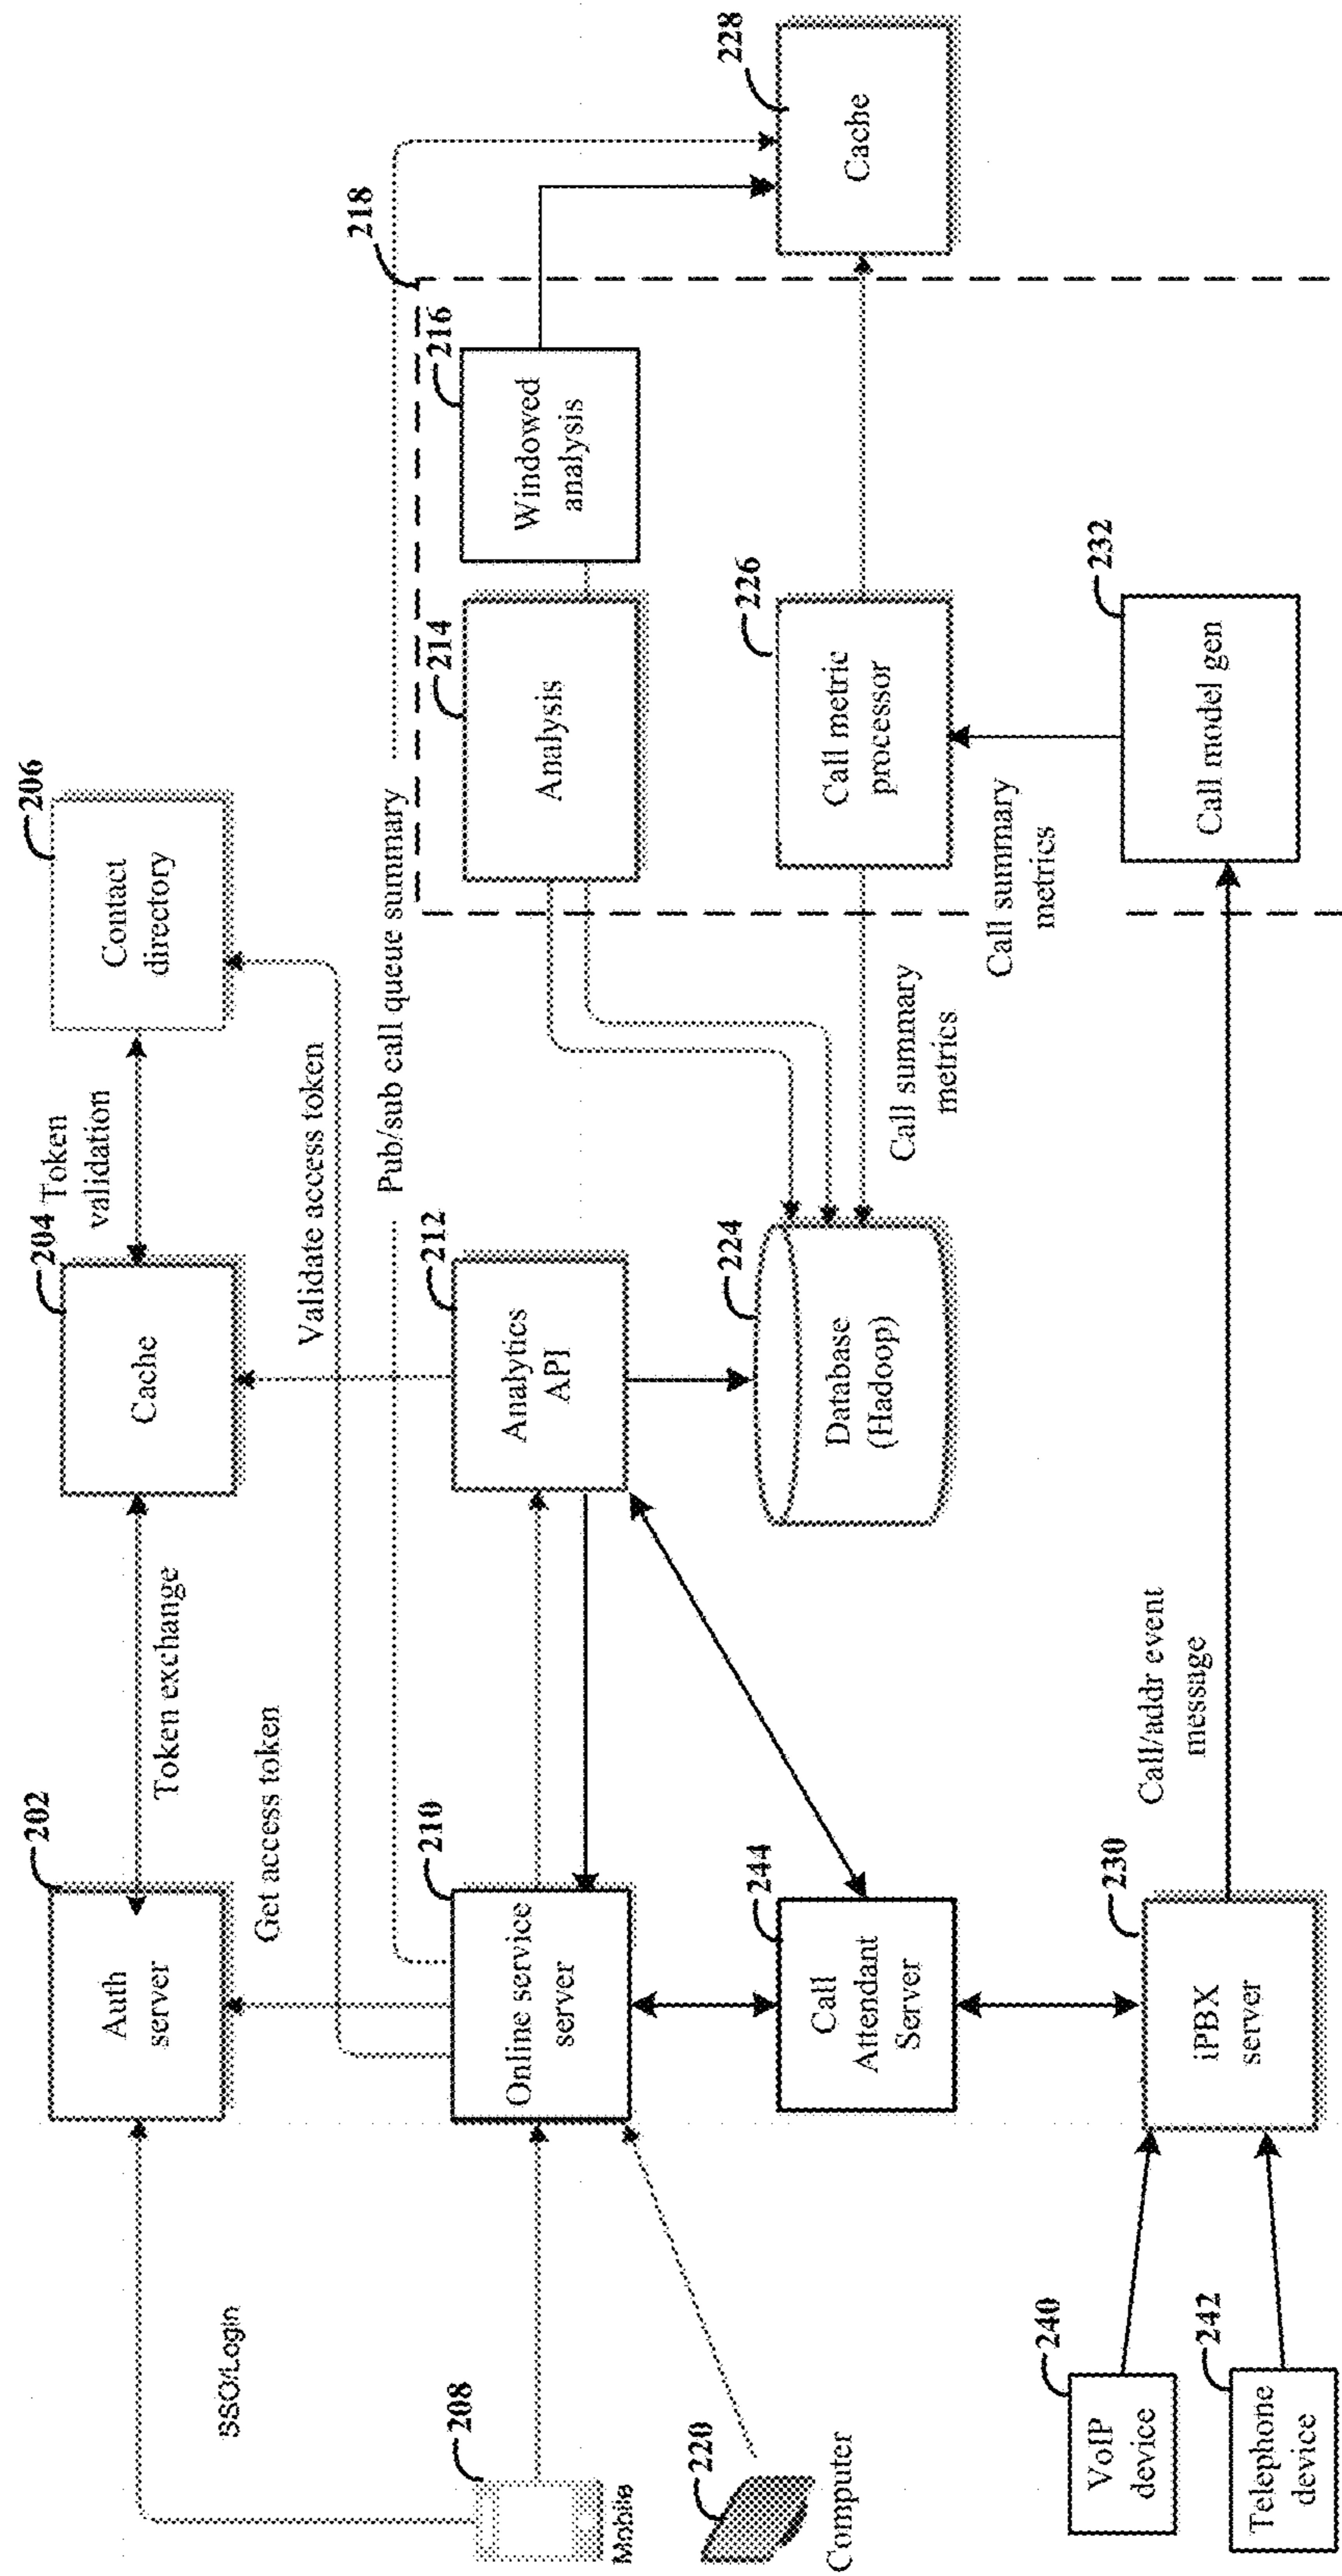 202
Auth
server
Token exchange
204
Cache
Token
validation
206
Contact
directory
SSO/Login
Get access token
Validate access token
Pub/sub call queue summary
208
Mobile
210
Online service
server
212
Analytics
API
214
Analysis
216
Windowed
analysis
218
220
Computer
244
Call
Attendant
Server
224
Database
(Hadoop)
Call summary
metrics
226
Call metric
processor
228
Cache
Call summary
metrics
240
VoIP
device
242
Telephone
device
230
iPBX
server
Call/addr event
message
232
Call model gen